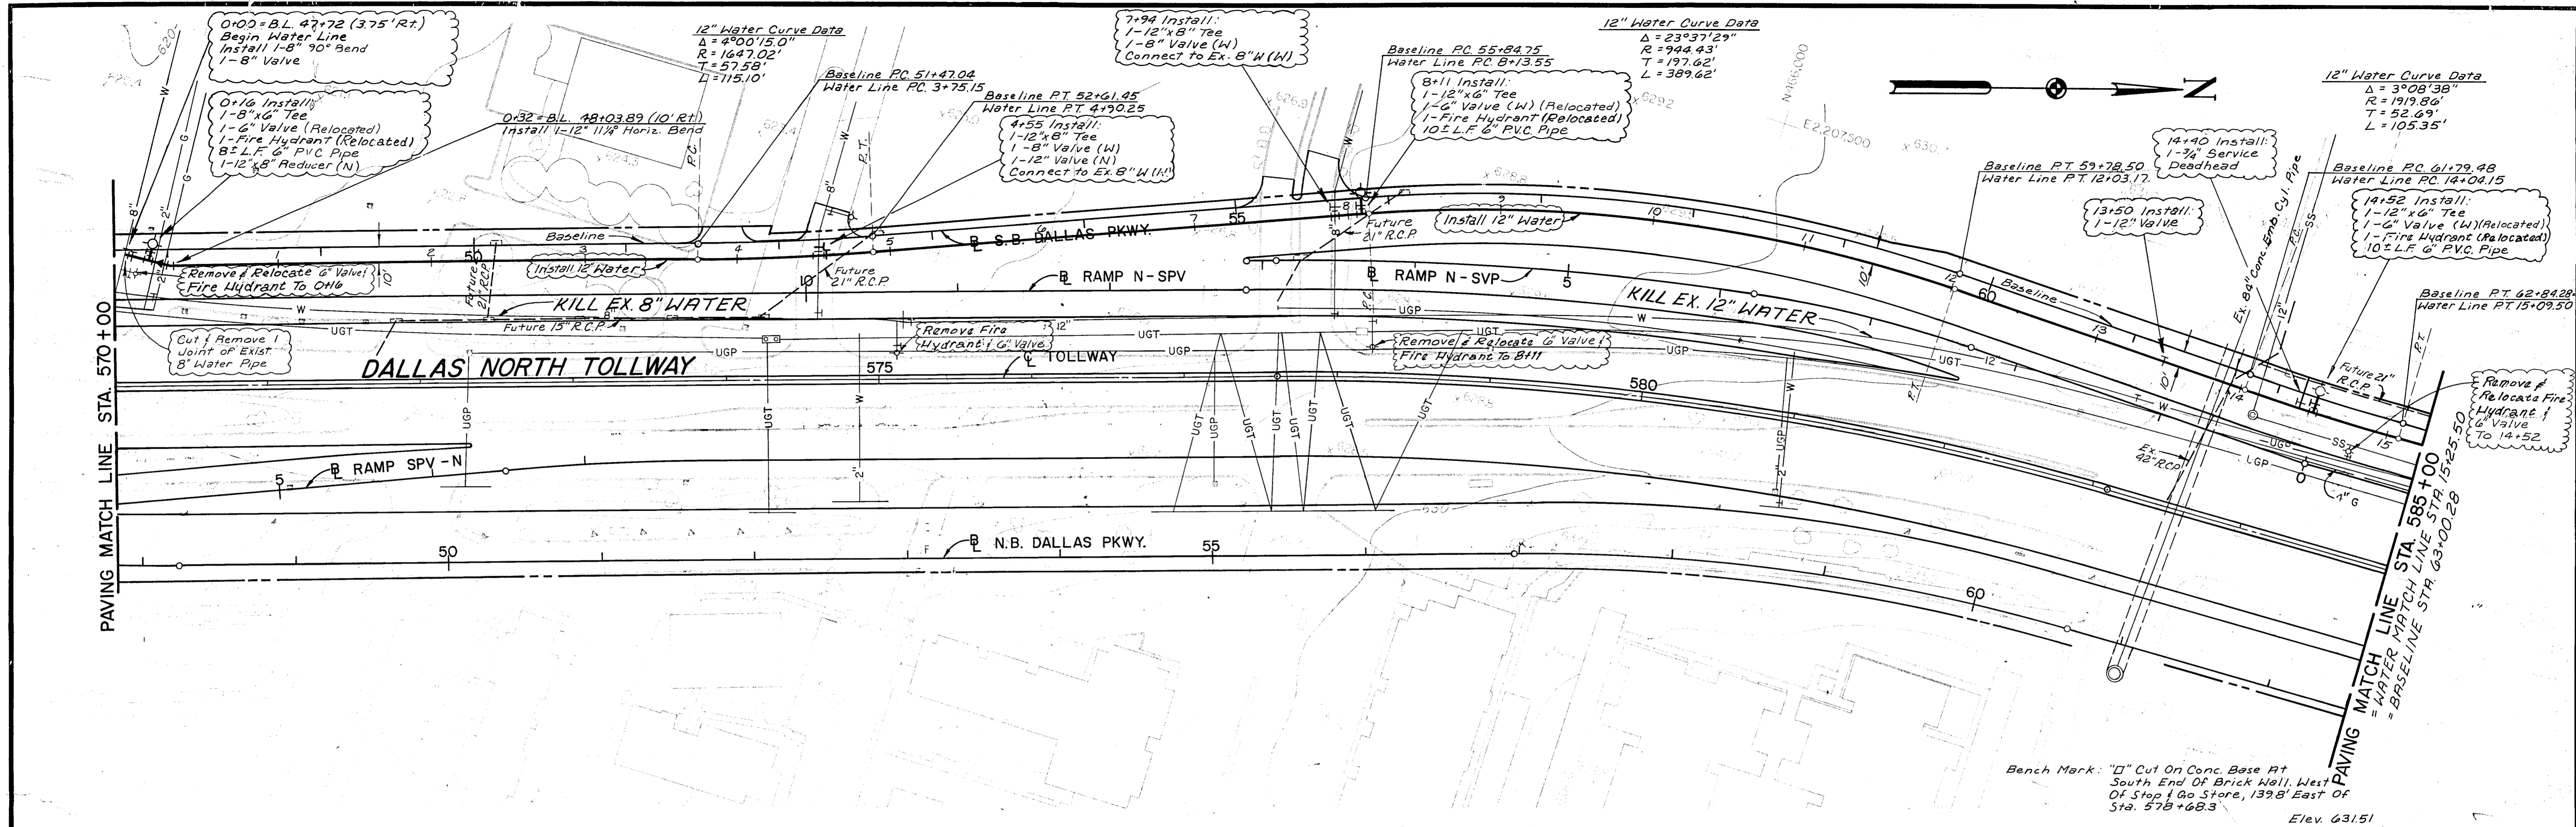 0+00 = B.L. 47+72 (3.75' Rt.)
Begin Water Line
Install 1-8" 90° Bend
1-8" Valve
0+16 Install:
1-8"x6" Tee
1-6" Valve (Relocated)
1-Fire Hydrant (Relocated)
8± L.F. 6" PVC Pipe
1-12"x8" Reducer (N)
0+32 = B.L. 48+03.89 (10' Rt.)
Install 1-12" 11¼° Horiz. Bend
12" Water Curve Data
Δ = 4°00'15.0"
R = 1647.02'
T = 57.58'
L = 115.10'
Baseline P.C. 51+47.04
Water Line P.C. 3+75.15
Baseline P.T. 52+61.45
Water Line P.T. 4+90.25
4+55 Install:
1-12"x8" Tee
1-8" Valve (W)
1-12" Valve (N)
Connect to Ex. 8" W (W)
7+94 Install:
1-12"x8" Tee
1-8" Valve (W)
Connect to Ex. 8" W (W)
Baseline P.C. 55+84.75
Water Line P.C. 8+13.55
8+11 Install:
1-12"x6" Tee
1-6" Valve (W) (Relocated)
1-Fire Hydrant (Relocated)
10± L.F. 6" P.V.C. Pipe
12" Water Curve Data
Δ = 23°37'29"
R = 944.43'
T = 197.62'
L = 389.62'
N466,000
E2,207,500
N
12" Water Curve Data
Δ = 3°08'38"
R = 1919.86'
T = 52.69'
L = 105.35'
14+40 Install:
1-¾" Service
Deadhead
Baseline P.T. 59+78.50
Water Line P.T. 12+03.17
13+50 Install:
1-12" Valve
Baseline P.C. 61+79.48
Water Line P.C. 14+04.15
14+52 Install:
1-12"x6" Tee
1-6" Valve (W)(Relocated)
1-Fire Hydrant (Relocated)
10± L.F. 6" P.V.C. Pipe
Baseline P.T. 62+84.28
Water Line P.T. 15+09.50
Remove &
Relocate Fire
Hydrant &
6" Valve
To 14+52
Ex. 84" Conc. Emb. Cyl. Pipe
Ex.
42" R.C.P.
Future 21"
R.C.P.
Baseline
Install 12" Water
S.B. DALLAS PKWY.
Install 12" Water
Baseline
Remove & Relocate 6" Valve &
Fire Hydrant To 0+16
Future
21" R.C.P.
Future
21" R.C.P.
Future
21" R.C.P.
KILL EX. 8" WATER
Future 15" R.C.P.
RAMP N-SPV
RAMP N-SVP
KILL EX. 12" WATER
Cut & Remove 1
Joint of Exist.
8" Water Pipe
Remove Fire
Hydrant & 6" Valve
Remove & Relocate 6" Valve &
Fire Hydrant To 8+11
DALLAS NORTH TOLLWAY
575
TOLLWAY
580
RAMP SPV-N
5
N.B. DALLAS PKWY.
50
55
60
4" G
PAVING MATCH LINE STA. 570+00
PAVING MATCH LINE STA. 585+00
= WATER MATCH LINE STA. 15+25.50
= BASELINE STA. 63+00.28
Bench Mark: "□" Cut On Conc. Base At
South End Of Brick Wall. West
Of Stop & Go Store, 139.8' East Of
Sta. 578+68.3
Elev. 631.51